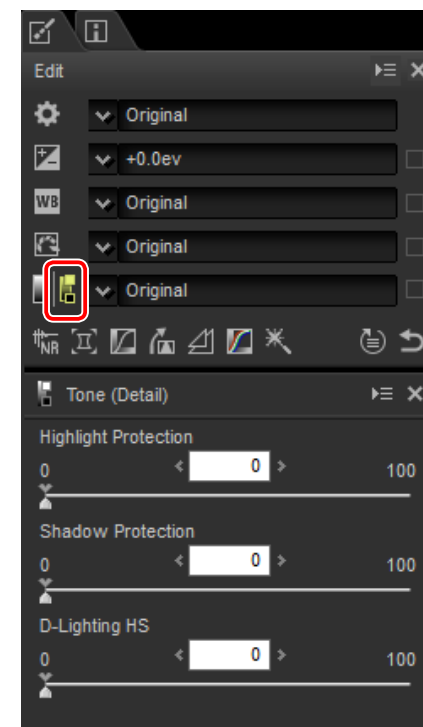 Edit
Original
+0.0ev
WB Original
Original
Original
NR
Tone (Detail)
Highlight Protection
0 0 100
Shadow Protection
0 0 100
D-Lighting HS
0 0 100